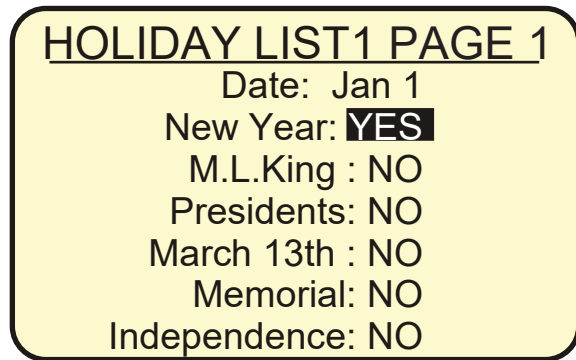 HOLIDAY LIST1 PAGE 1
Date: Jan 1
New Year: YES
M.L.King : NO
Presidents: NO
March 13th : NO
Memorial: NO
Independence: NO